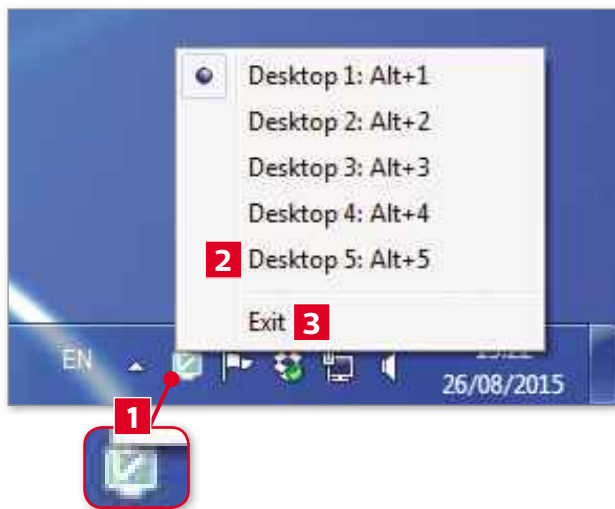 Desktop 1: Alt+1
Desktop 2: Alt+2
Desktop 3: Alt+3
Desktop 4: Alt+4
2 Desktop 5: Alt+5
Exit 3
EN
26/08/2015
1